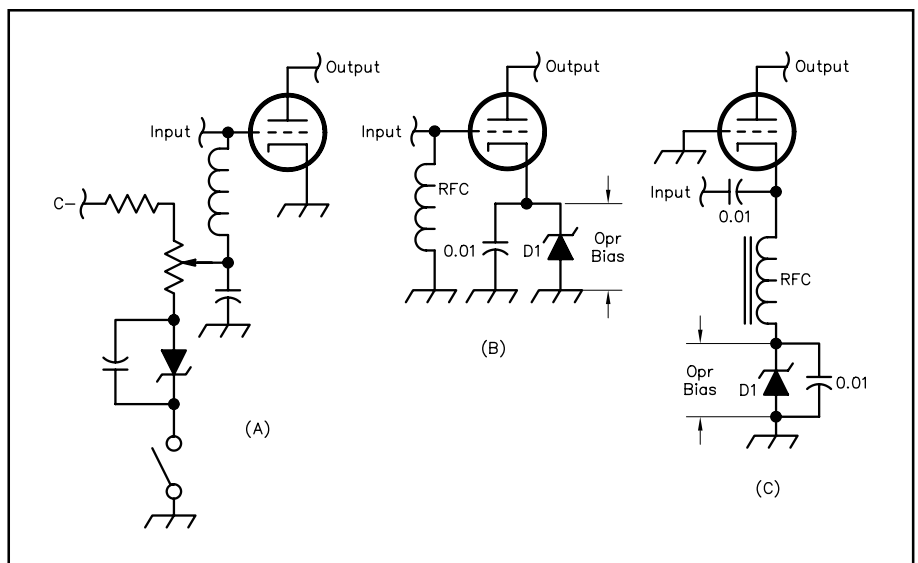 Output
Input
C-
(A)
Output
Input
RFC
0.01
D1
Opr
Bias
(B)
Output
Input
0.01
RFC
Opr
Bias
D1
0.01
(C)